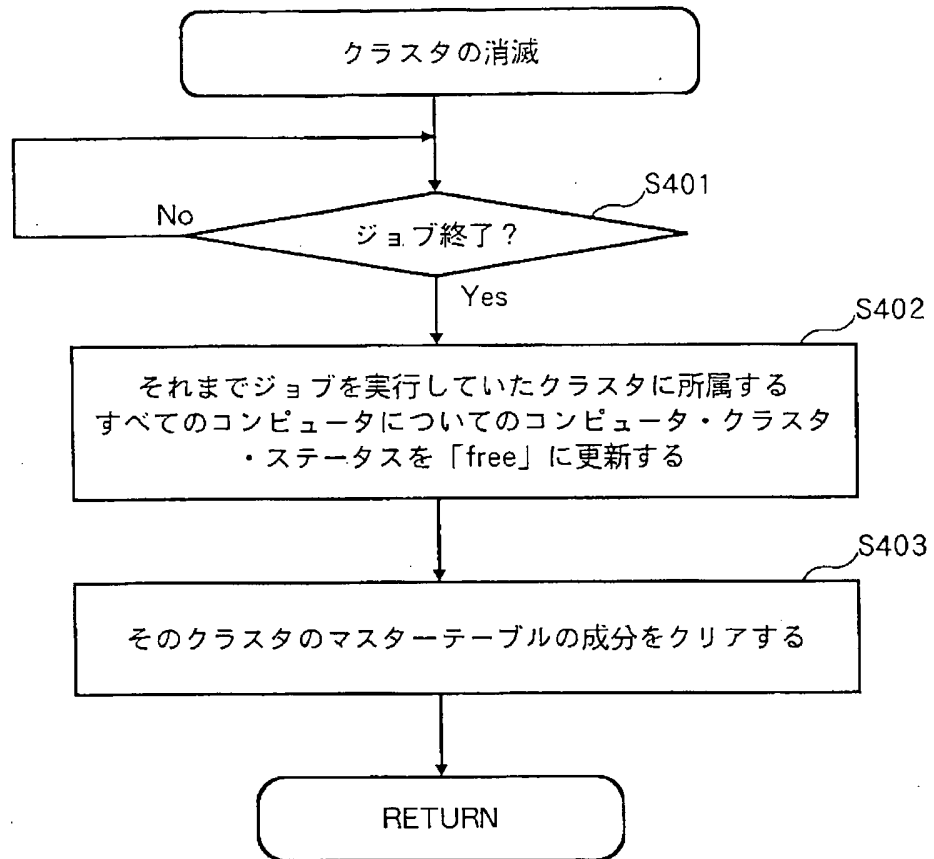 クラスタの消滅
S401
No
ジョブ終了？
Yes
S402
それまでジョブを実行していたクラスタに所属する
すべてのコンピュータについてのコンピュータ・クラスタ
・ステータスを「free」に更新する
S403
そのクラスタのマスターテーブルの成分をクリアする
RETURN